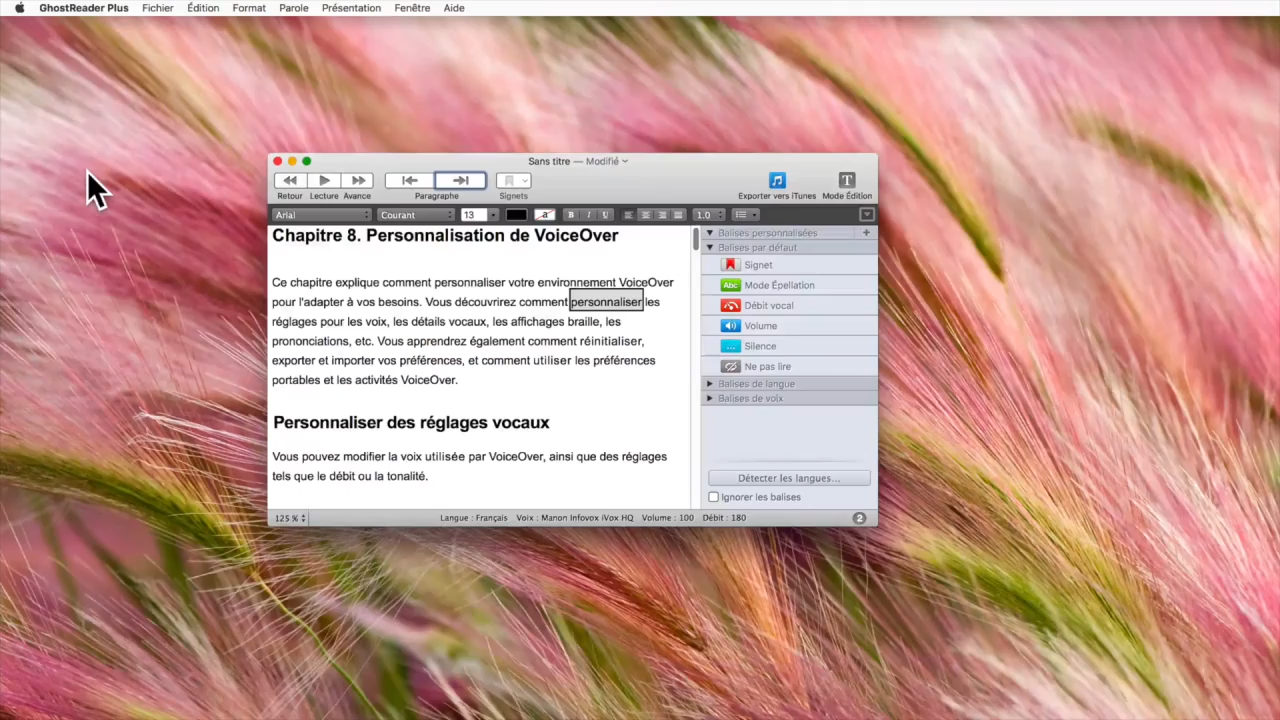 GhostReader Plus Fichier Édition Format Parole Présentation Fenêtre Aide
Sans titre — Modifié
Retour Lecture Avance Paragraphe Signets Exporter vers iTunes T Mode Édition
Arial Courant 13 a B I U 1.0
Chapitre 8. Personnalisation de VoiceOver
Ce chapitre explique comment personnaliser votre environnement VoiceOver
pour l'adapter à vos besoins. Vous découvrirez comment personnaliser les
réglages pour les voix, les détails vocaux, les affichages braille, les
prononciations, etc. Vous apprendrez également comment réinitialiser,
exporter et importer vos préférences, et comment utiliser les préférences
portables et les activités VoiceOver.
Personnaliser des réglages vocaux
Vous pouvez modifier la voix utilisée par VoiceOver, ainsi que des réglages
tels que le débit ou la tonalité.
Balises personnalisées +
Balises par défaut
Signet
Abc Mode Épellation
Débit vocal
Volume
... Silence
Ne pas lire
Balises de langue
Balises de voix
Détecter les langues...
Ignorer les balises
125 % Langue : Français Voix : Manon Infovox iVox HQ Volume : 100 Débit : 180 2